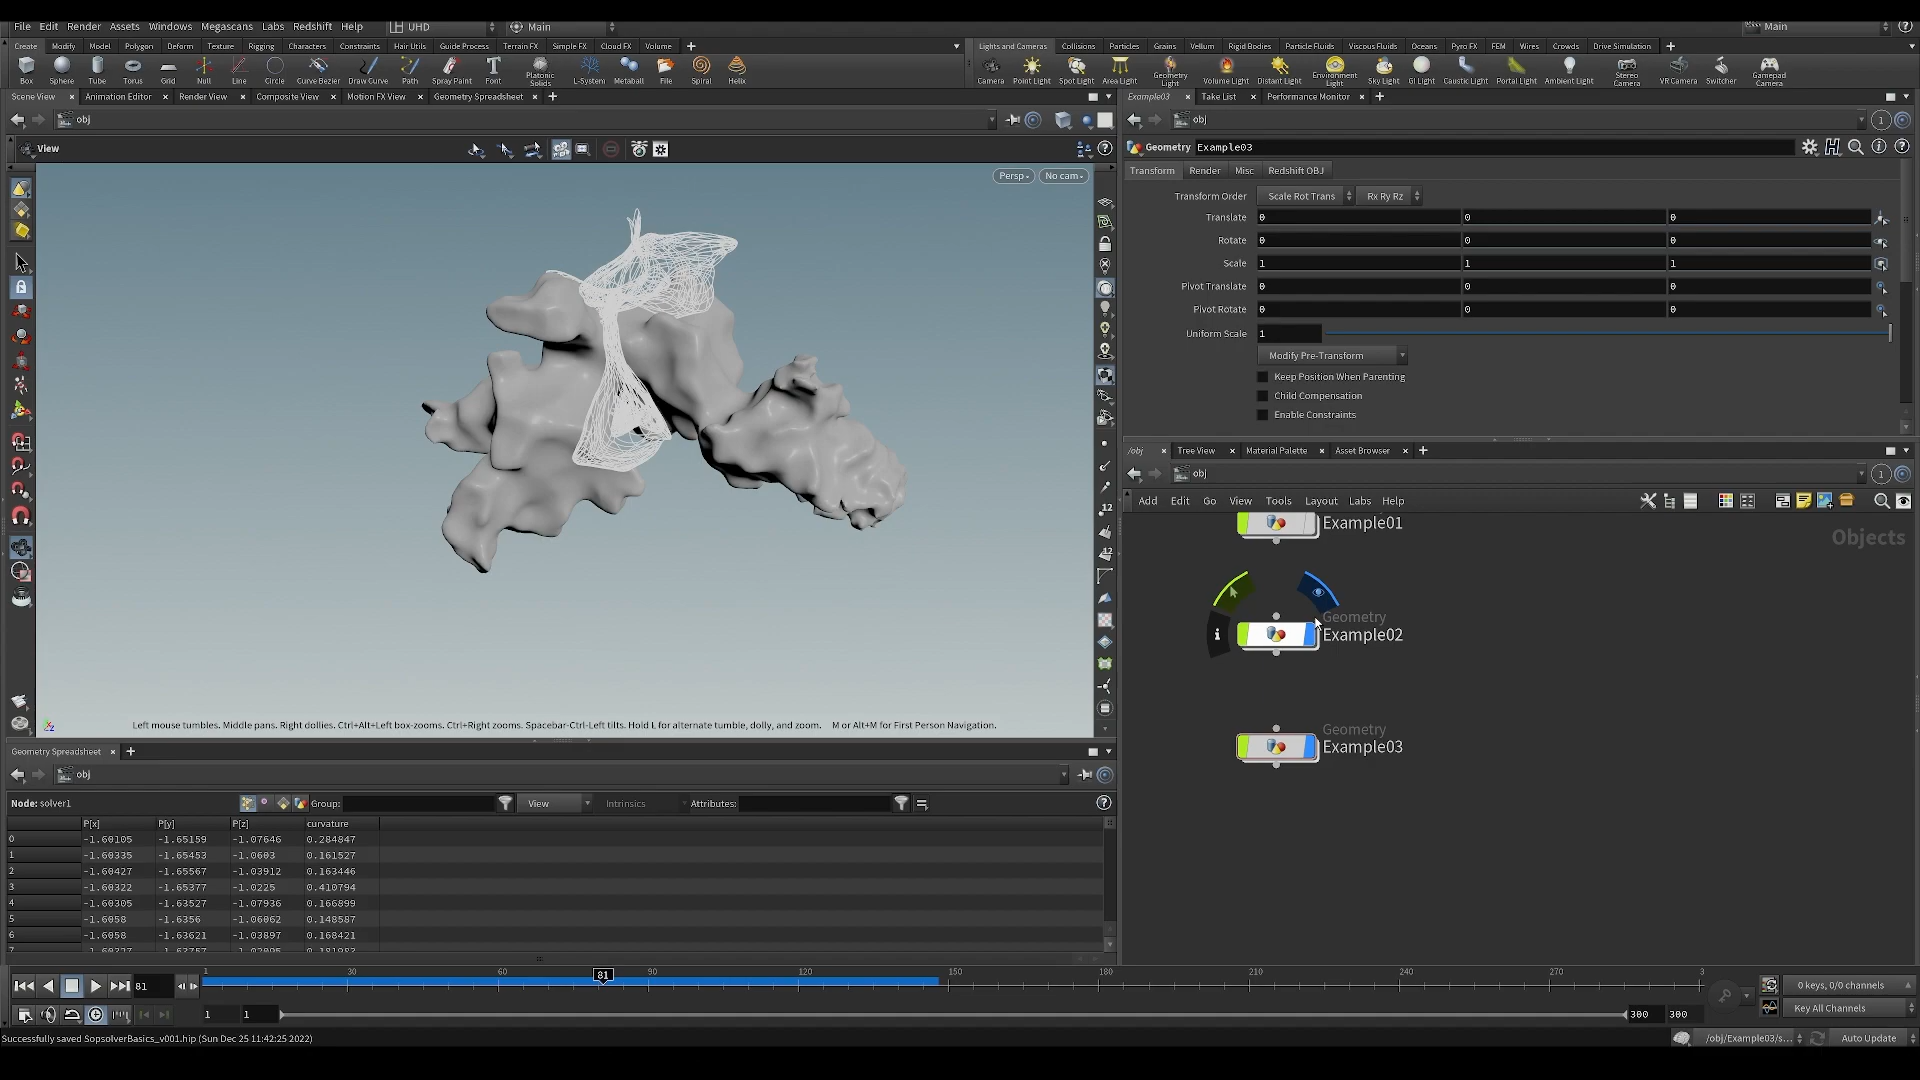 File Edit Render Assets Windows Megascans Labs Redshift Help UHD Main Main
Create Modify Model Polygon Deform Texture Rigging Characters Constraints Hair Utils Guide Process Terrain FX Simple FX Cloud FX Volume
Lights and Cameras Collisions Particles Grains Vellum Rigid Bodies Particle Fluids Viscous Fluids Oceans Pyro FX FEM Wires Crowds Drive Simulation
Box Sphere Tube Torus Grid Null Line Circle Curve Bezier Draw Curve Path Spray Paint Font Platonic Solids L-System Metaball File Spiral Helix
Camera Point Light Spot Light Area Light Geometry Light Volume Light Distant Light Environment Light Sky Light GI Light Caustic Light Portal Light Ambient Light Stereo Camera VR Camera Switcher Gamepad Camera
Scene View Animation Editor Render View Composite View Motion FX View Geometry Spreadsheet
Example03 Take List Performance Monitor
obj
obj
View
Geometry Example03
Persp No cam
Transform Render Misc Redshift OBJ
Transform Order Scale Rot Trans Rx Ry Rz
Translate 0 0 0
Rotate 0 0 0
Scale 1 1 1
Pivot Translate 0 0 0
Pivot Rotate 0 0 0
Uniform Scale 1
Modify Pre-Transform
Keep Position When Parenting
Child Compensation
Enable Constraints
/obj Tree View Material Palette Asset Browser
obj
Add Edit Go View Tools Layout Labs Help
Objects
Example01
Geometry
Example02
Geometry
Example03
Left mouse tumbles. Middle pans. Right dollies. Ctrl+Alt+Left box-zooms. Ctrl+Right zooms. Spacebar-Ctrl-Left tilts. Hold L for alternate tumble, dolly, and zoom. M or Alt+M for First Person Navigation.
Geometry Spreadsheet
obj
Node: solver1 Group: View Intrinsics Attributes:
P[x] P[y] P[z] curvature
0 -1.60105 -1.65159 -1.07646 0.284847
1 -1.60335 -1.65453 -1.0603 0.161527
2 -1.60427 -1.65567 -1.03912 0.163446
3 -1.60322 -1.65377 -1.0225 0.410794
4 -1.60305 -1.63527 -1.07936 0.166899
5 -1.6058 -1.6356 -1.06062 0.148587
6 -1.6058 -1.63621 -1.03897 0.168421
81 1 30 60 81 90 120 150 180 210 240 270 3
0 keys, 0/0 channels
1 1 300 300 Key All Channels
Successfully saved SopsolverBasics_v001.hip (Sun Dec 25 11:42:25 2022) /obj/Example03/s... Auto Update